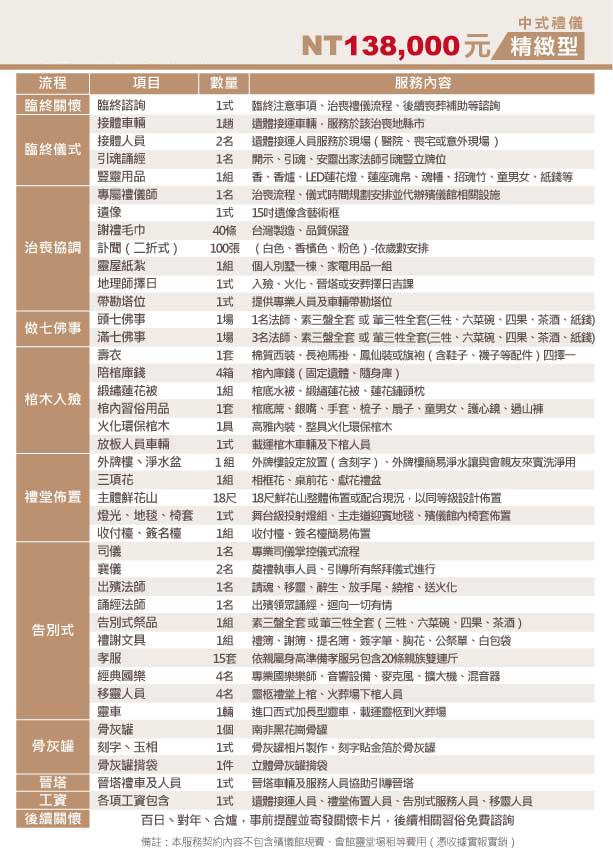 中式禮儀
NT138,000元 精緻型
流程 項目 數量 服務內容
臨終關懷 臨終諮詢 1式 臨終注意事項、治喪禮儀流程、後續喪葬補助等諮詢
臨終儀式 接體車輛 1趟 遺體接運車輛，服務於該治喪地縣市
接體人員 2名 遺體接運人員服務於現場（醫院、喪宅或意外現場）
引魂誦經 1名 開示、引魂、安靈出家法師引魂豎立牌位
豎靈用品 1組 香、香爐、LED蓮花燈、蓮座魂帛、魂幡、招魂竹、童男女、紙錢等
治喪協調 專屬禮儀師 1名 治喪流程、儀式時間規劃安排並代辦殯儀館相關設施
遺像 1式 15吋遺像含藝術框
謝禮毛巾 40條 台灣製造、品質保證
訃聞（二折式） 100張 （白色、香檳色、粉色）-依歲數安排
靈屋紙紮 1組 個人別墅一棟、家電用品一組
地理師擇日 1式 入殮、火化、晉塔或安葬擇日吉課
帶勘塔位 1式 提供專業人員及車輛帶勘塔位
做七佛事 頭七佛事 1場 1名法師、素三盤全套 或 葷三牲全套(三牲、六菜碗、四果、茶酒、紙錢)
滿七佛事 1場 3名法師、素三盤全套 或 葷三牲全套(三牲、六菜碗、四果、茶酒、紙錢)
棺木入殮 壽衣 1套 棉質西裝、長袍馬褂、鳳仙裝或旗袍（含鞋子、襪子等配件）四擇一
陪棺庫錢 4箱 棺內庫錢（固定遺體、隨身庫）
緞繡蓮花被 1組 棺底水被、緞繡蓮花被、蓮花鏽頭枕
棺內習俗用品 1套 棺底蓆、銀嘴、手套、梳子、扇子、童男女、護心鏡、過山褲
火化環保棺木 1具 高雅內裝、整具火化環保棺木
放板人員車輛 1式 載運棺木車輛及下棺人員
禮堂佈置 外牌樓、淨水盆 1組 外牌樓設定放置（含刻字）、外牌樓簡易淨水讓與會親友來賓洗淨用
三項花 1組 相框花、桌前花、獻花禮盆
主體鮮花山 18尺 18尺鮮花山整體佈置或配合現況，以同等級設計佈置
燈光、地毯、椅套 1式 舞台級投射燈組、主走道迎賓地毯、殯儀館內椅套佈置
收付檯、簽名檯 1組 收付檯、簽名檯簡易佈置
告別式 司儀 1名 專業司儀掌控儀式流程
襄儀 2名 奠禮執事人員、引導所有祭拜儀式進行
出殯法師 1名 請魂、移靈、辭生、放手尾、繞棺、送火化
誦經法師 1名 出殯領眾誦經、迴向一切有情
告別式祭品 1組 素三盤全套 或 葷三牲全套（三牲、六菜碗、四果、茶酒）
禮謝文具 1組 禮簿、謝簿、提名簿、簽字筆、胸花、公祭單、白包袋
孝服 15套 依親屬身高準備孝服另包含20條親族雙連斤
經典國樂 4名 專業國樂樂師、音響設備、麥克風、擴大機、混音器
移靈人員 4名 靈柩禮堂上棺、火葬場下棺人員
靈車 1輛 進口西式加長型靈車，載運靈柩到火葬場
骨灰罐 骨灰罐 1個 南非黑花崗骨罐
刻字、玉相 1式 骨灰罐相片製作、刻字貼金箔於骨灰罐
骨灰罐揹袋 1件 立體骨灰罐揹袋
晉塔 晉塔禮車及人員 1式 晉塔車輛及服務人員協助引導晉塔
工資 各項工資包含 1式 遺體接運人員、禮堂佈置人員、告別式服務人員、移靈人員
後續關懷 百日、對年、合爐，事前提醒並寄發關懷卡片，後續相關習俗免費諮詢
備註：本服務契約內容不包含殯儀館規費、會館靈堂場租等費用（憑收據實報實銷）